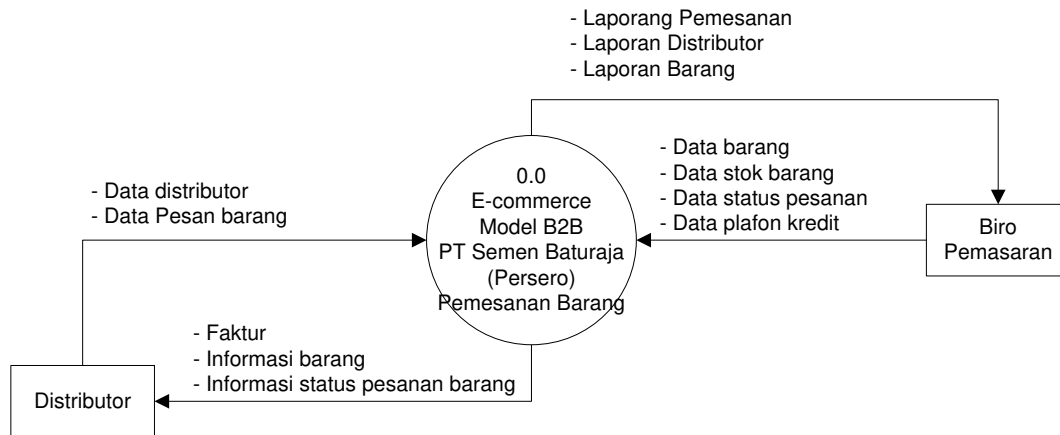 - Laporang Pemesanan
- Laporan Distributor
- Laporan Barang
- Data barang
- Data stok barang
- Data status pesanan
- Data plafon kredit
0.0
E-commerce
Model B2B
PT Semen Baturaja
(Persero)
Pemesanan Barang
- Data distributor
- Data Pesan barang
Biro
Pemasaran
- Faktur
- Informasi barang
- Informasi status pesanan barang
Distributor